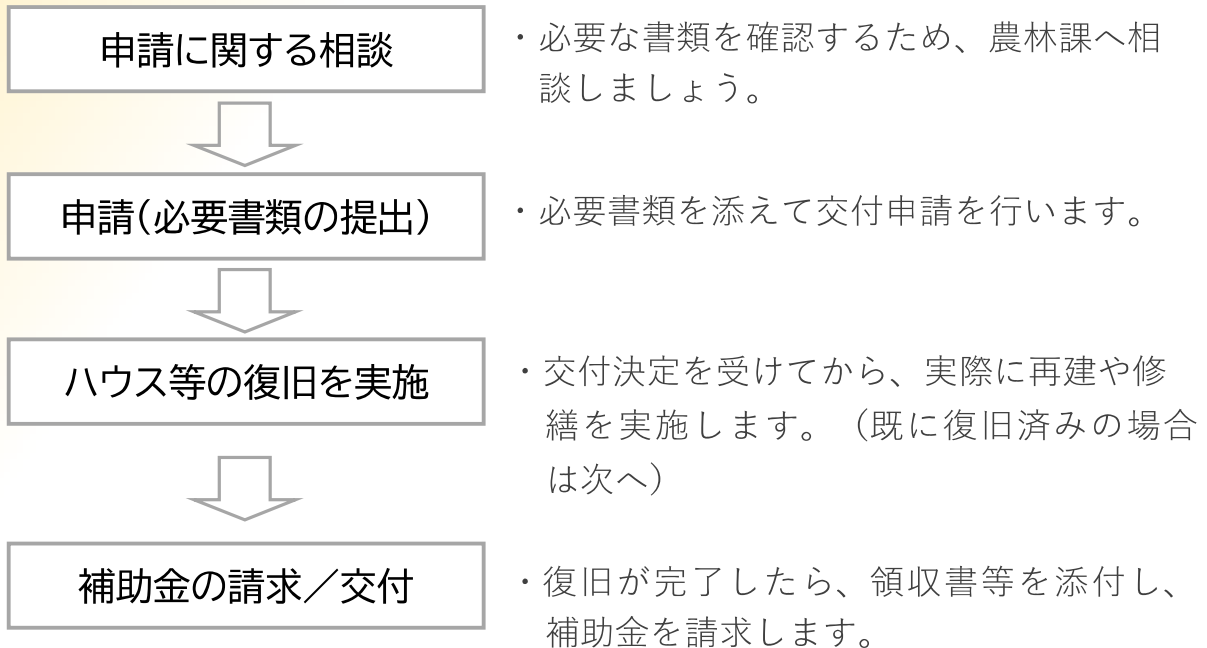 申請に関する相談
・必要な書類を確認するため、農林課へ相
談しましょう。
申請(必要書類の提出)
・必要書類を添えて交付申請を行います。
ハウス等の復旧を実施
・交付決定を受けてから、実際に再建や修
繕を実施します。（既に復旧済みの場合
は次へ）
補助金の請求／交付
・復旧が完了したら、領収書等を添付し、
補助金を請求します。